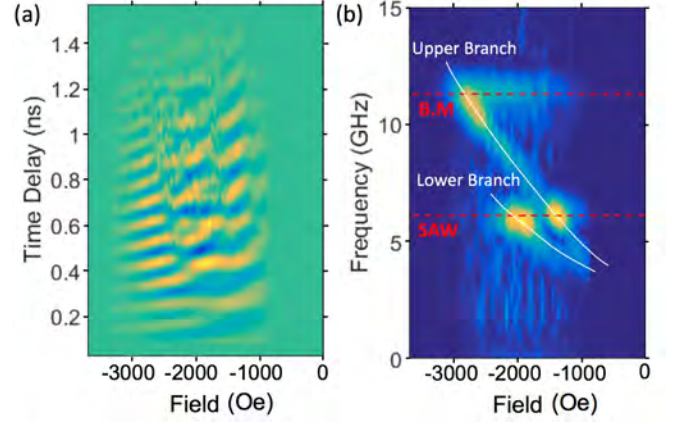 (a)
Time Delay (ns)
1.4
1.2
1
0.8
0.6
0.4
0.2
-3000 -2000 -1000 0
Field (Oe)
(b)
Frequency (GHz)
15
10
5
0
Upper Branch
B.M
Lower Branch
SAW
-3000 -2000 -1000 0
Field (Oe)